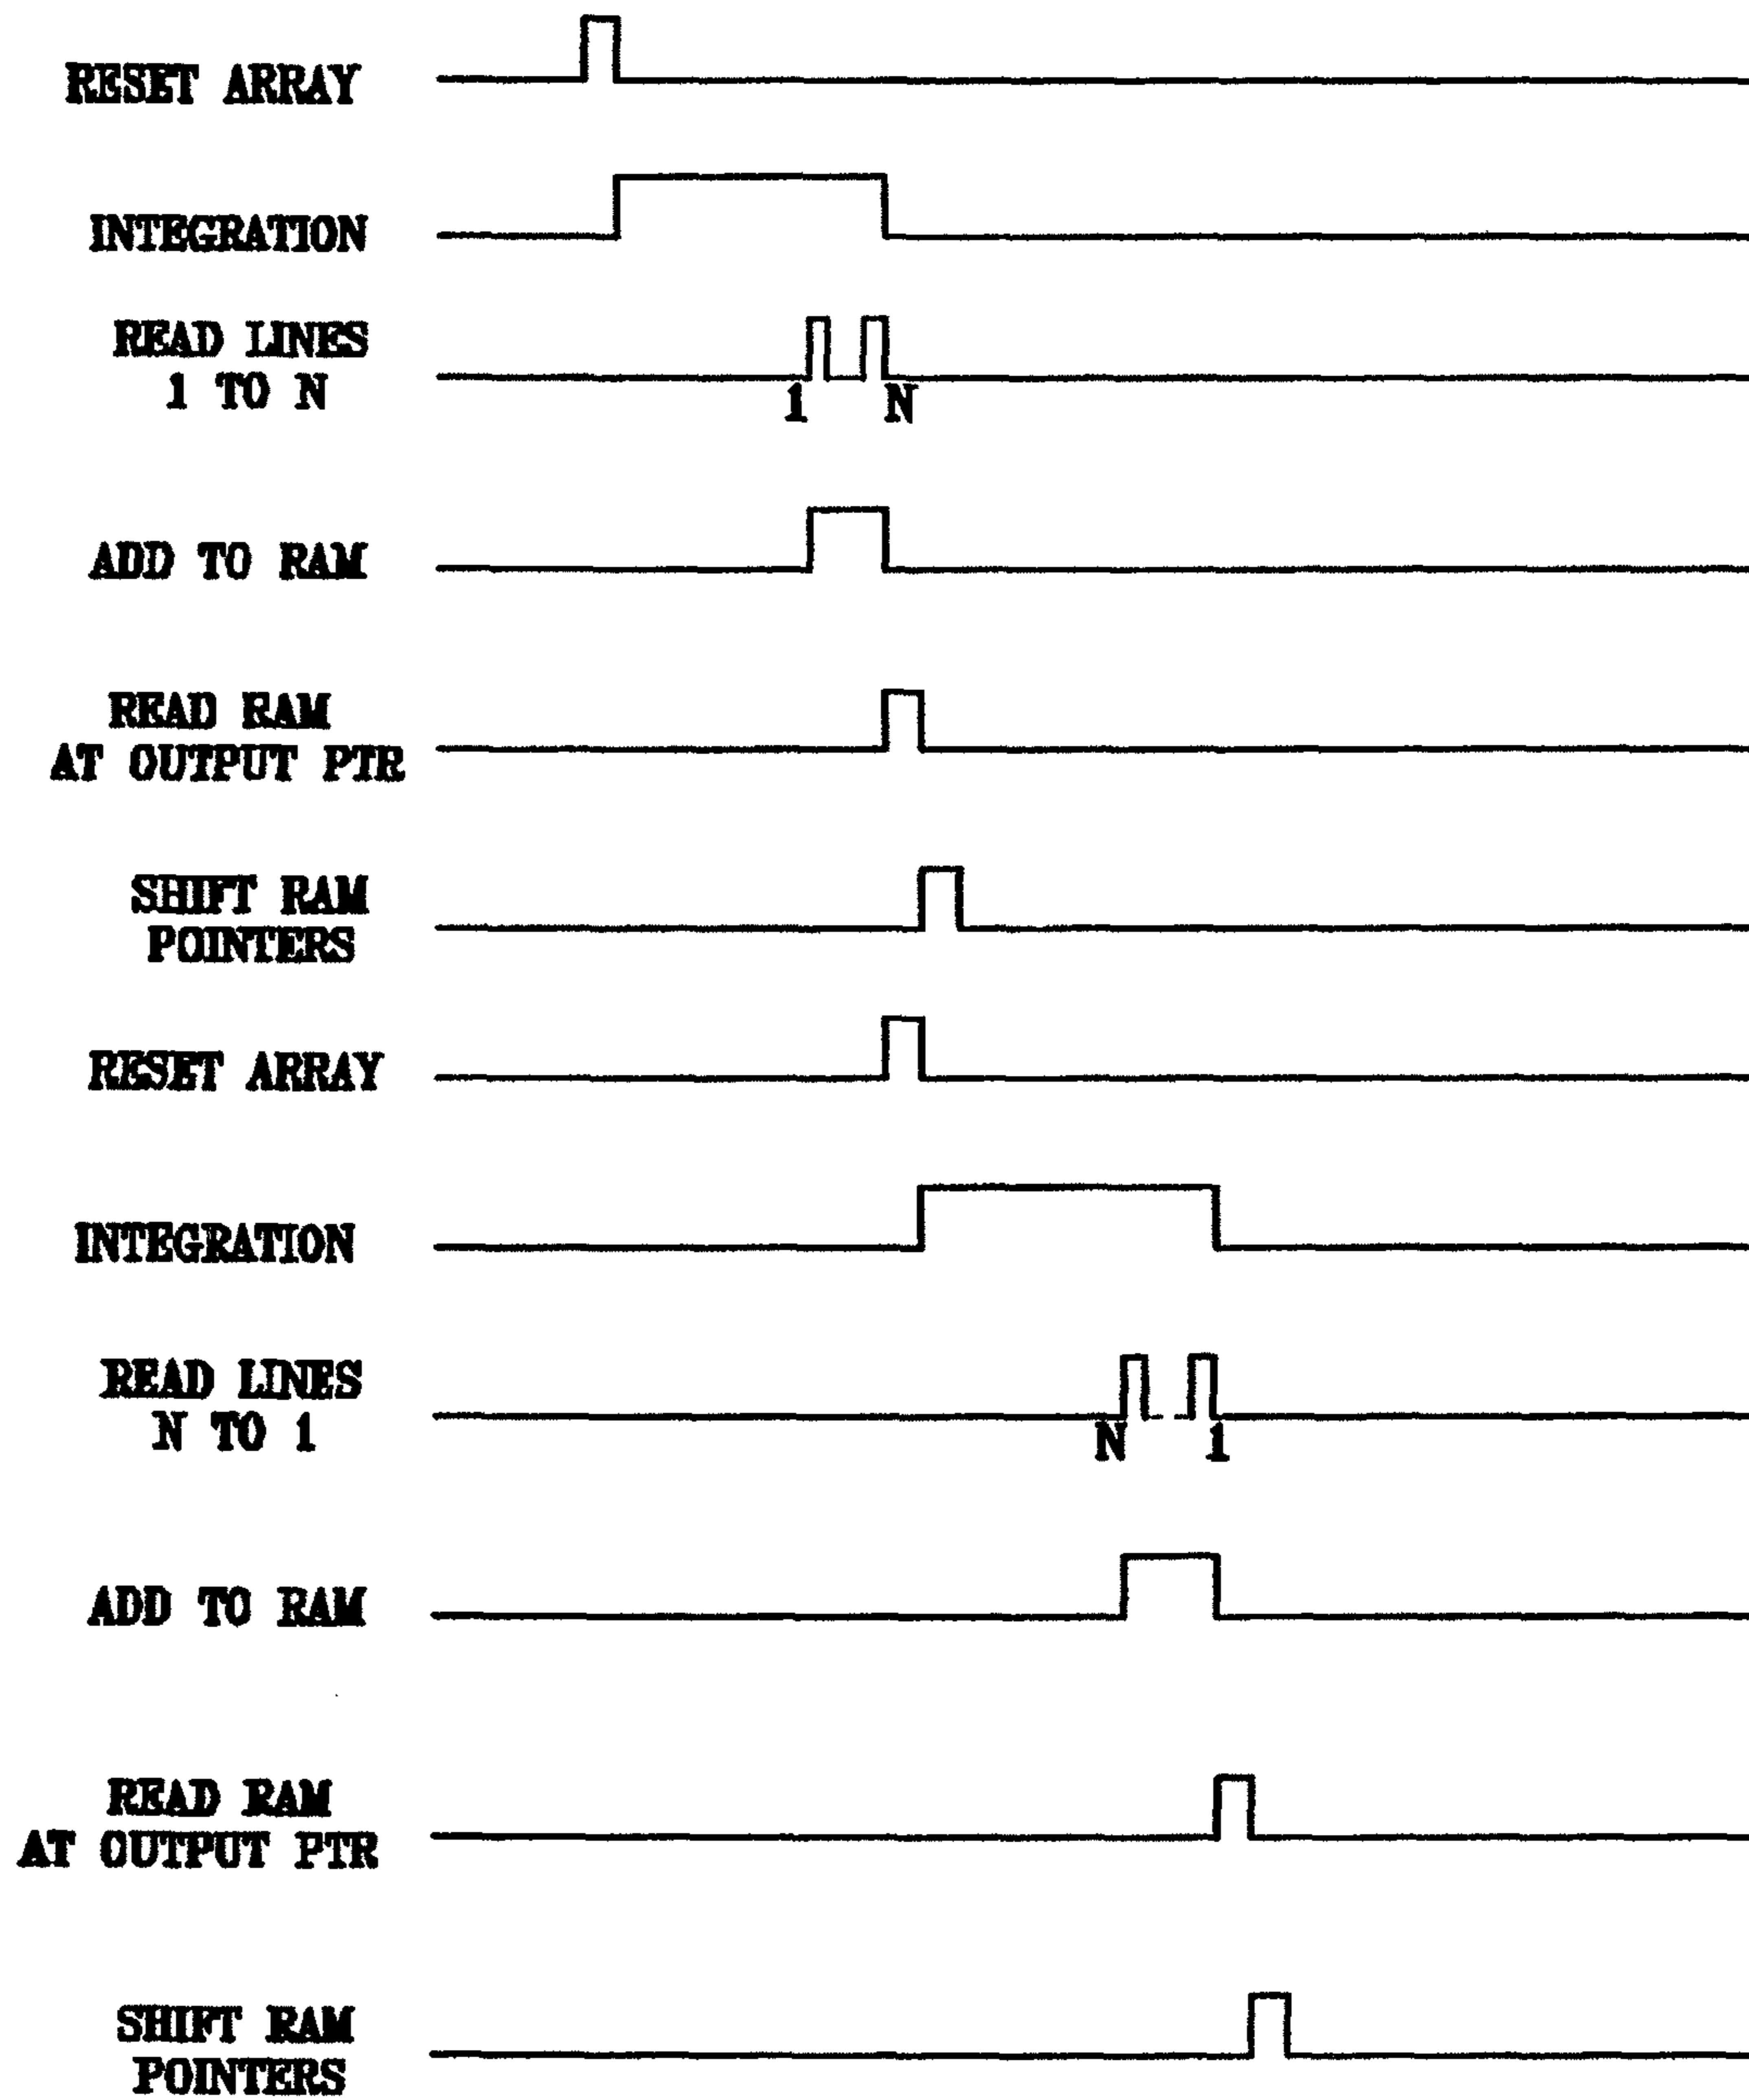 RESET ARRAY
INTEGRATION
READ LINES
1 TO N
1 N
ADD TO RAM
READ RAM
AT OUTPUT PTR
SHIFT RAM
POINTERS
RESET ARRAY
INTEGRATION
READ LINES
N TO 1
N 1
ADD TO RAM
READ RAM
AT OUTPUT PTR
SHIFT RAM
POINTERS